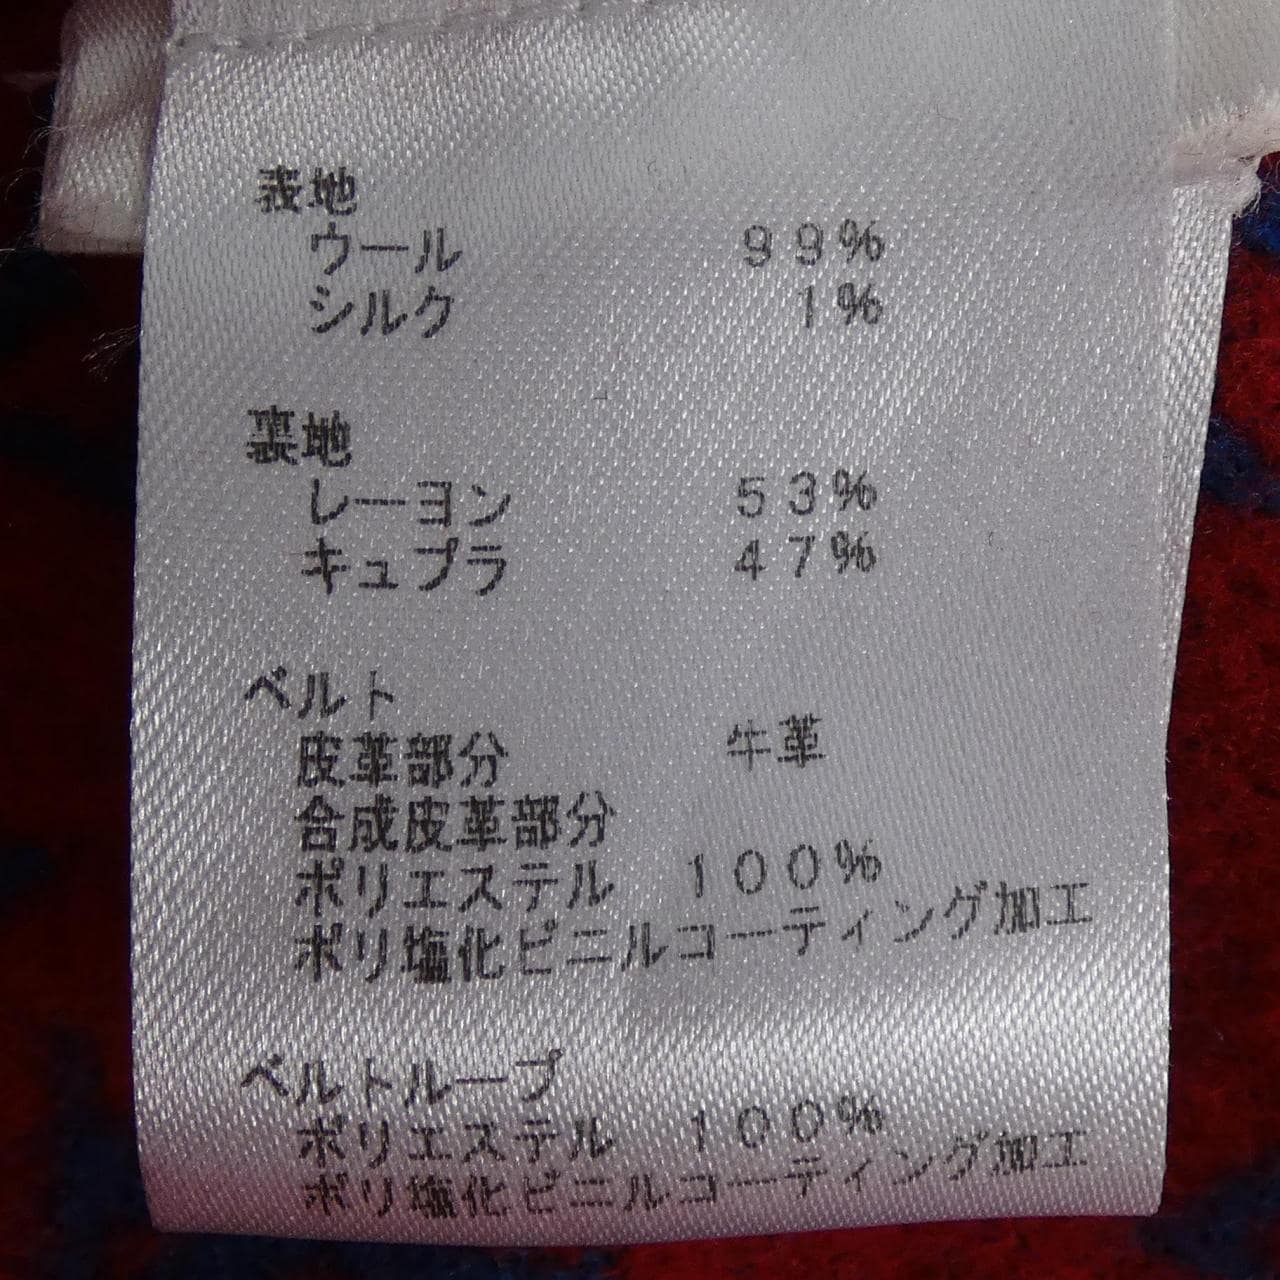 表地
ウール 99%
シルク 1%
裏地
レーヨン 53%
キュプラ 47%
ベルト
皮革部分 牛革
合成皮革部分
ポリエステル 100%
ポリ塩化ビニルコーティング加工
ベルトループ
ポリエステル 100%
ポリ塩化ビニルコーティング加工